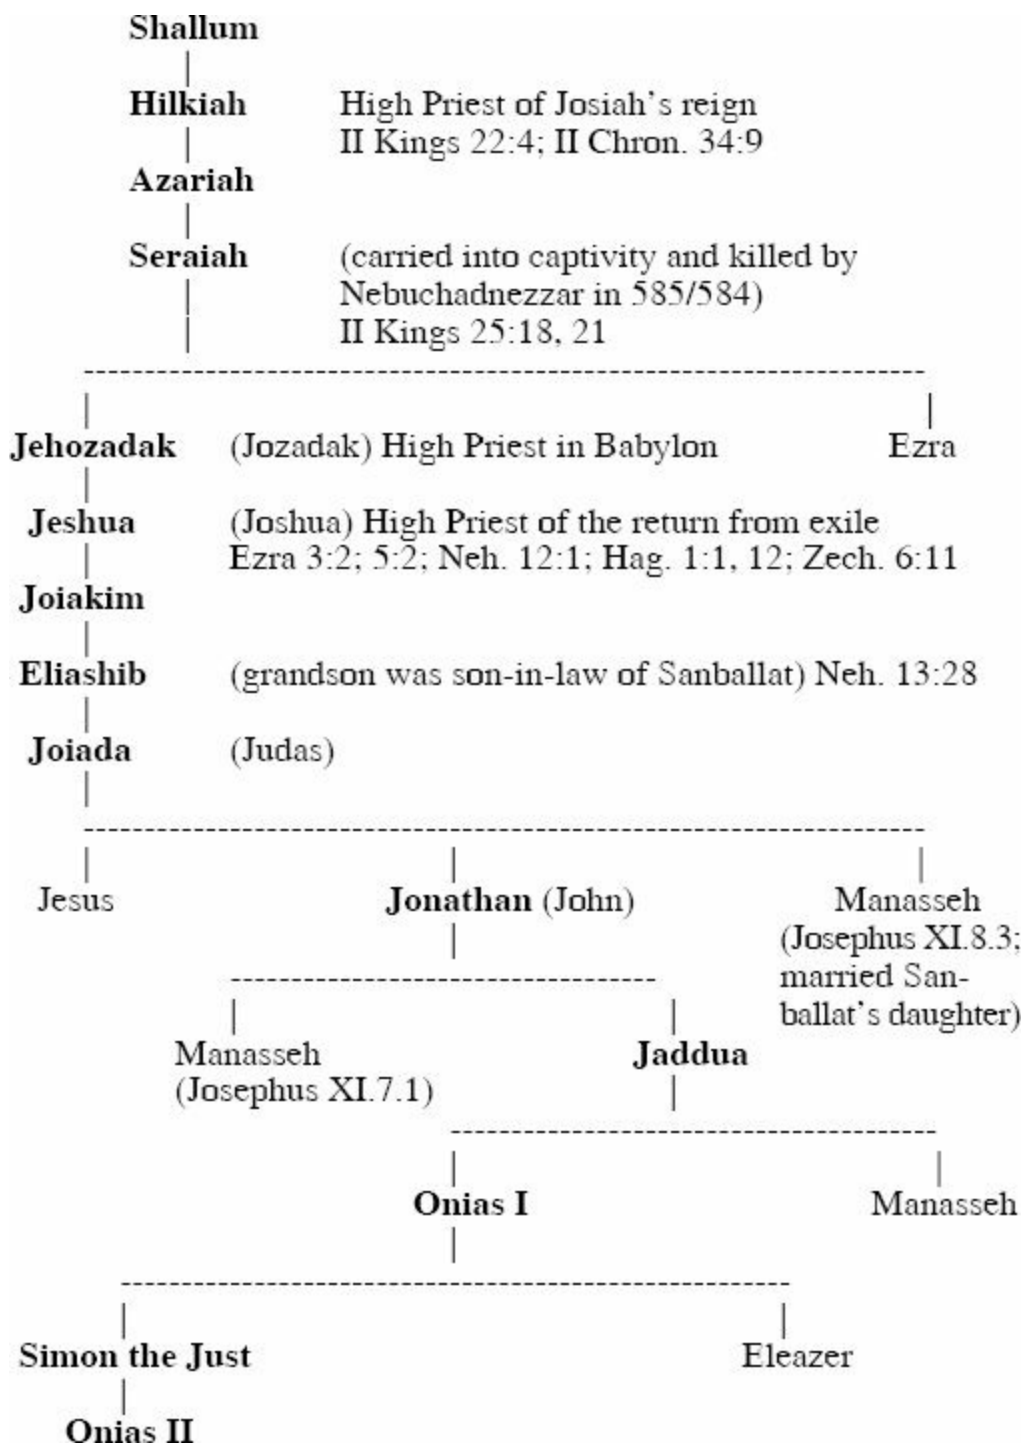 Shallum
Hilkiah High Priest of Josiah's reign
II Kings 22:4; II Chron. 34:9
Azariah
Seraiah (carried into captivity and killed by
Nebuchadnezzar in 585/584)
II Kings 25:18, 21
Jehozadak (Jozadak) High Priest in Babylon Ezra
Jeshua (Joshua) High Priest of the return from exile
Ezra 3:2; 5:2; Neh. 12:1; Hag. 1:1, 12; Zech. 6:11
Joiakim
Eliashib (grandson was son-in-law of Sanballat) Neh. 13:28
Joiada (Judas)
Jesus Jonathan (John) Manasseh
(Josephus XI.8.3;
married San-
ballat's daughter)
Manasseh Jaddua
(Josephus XI.7.1)
Onias I Manasseh
Simon the Just Eleazer
Onias II